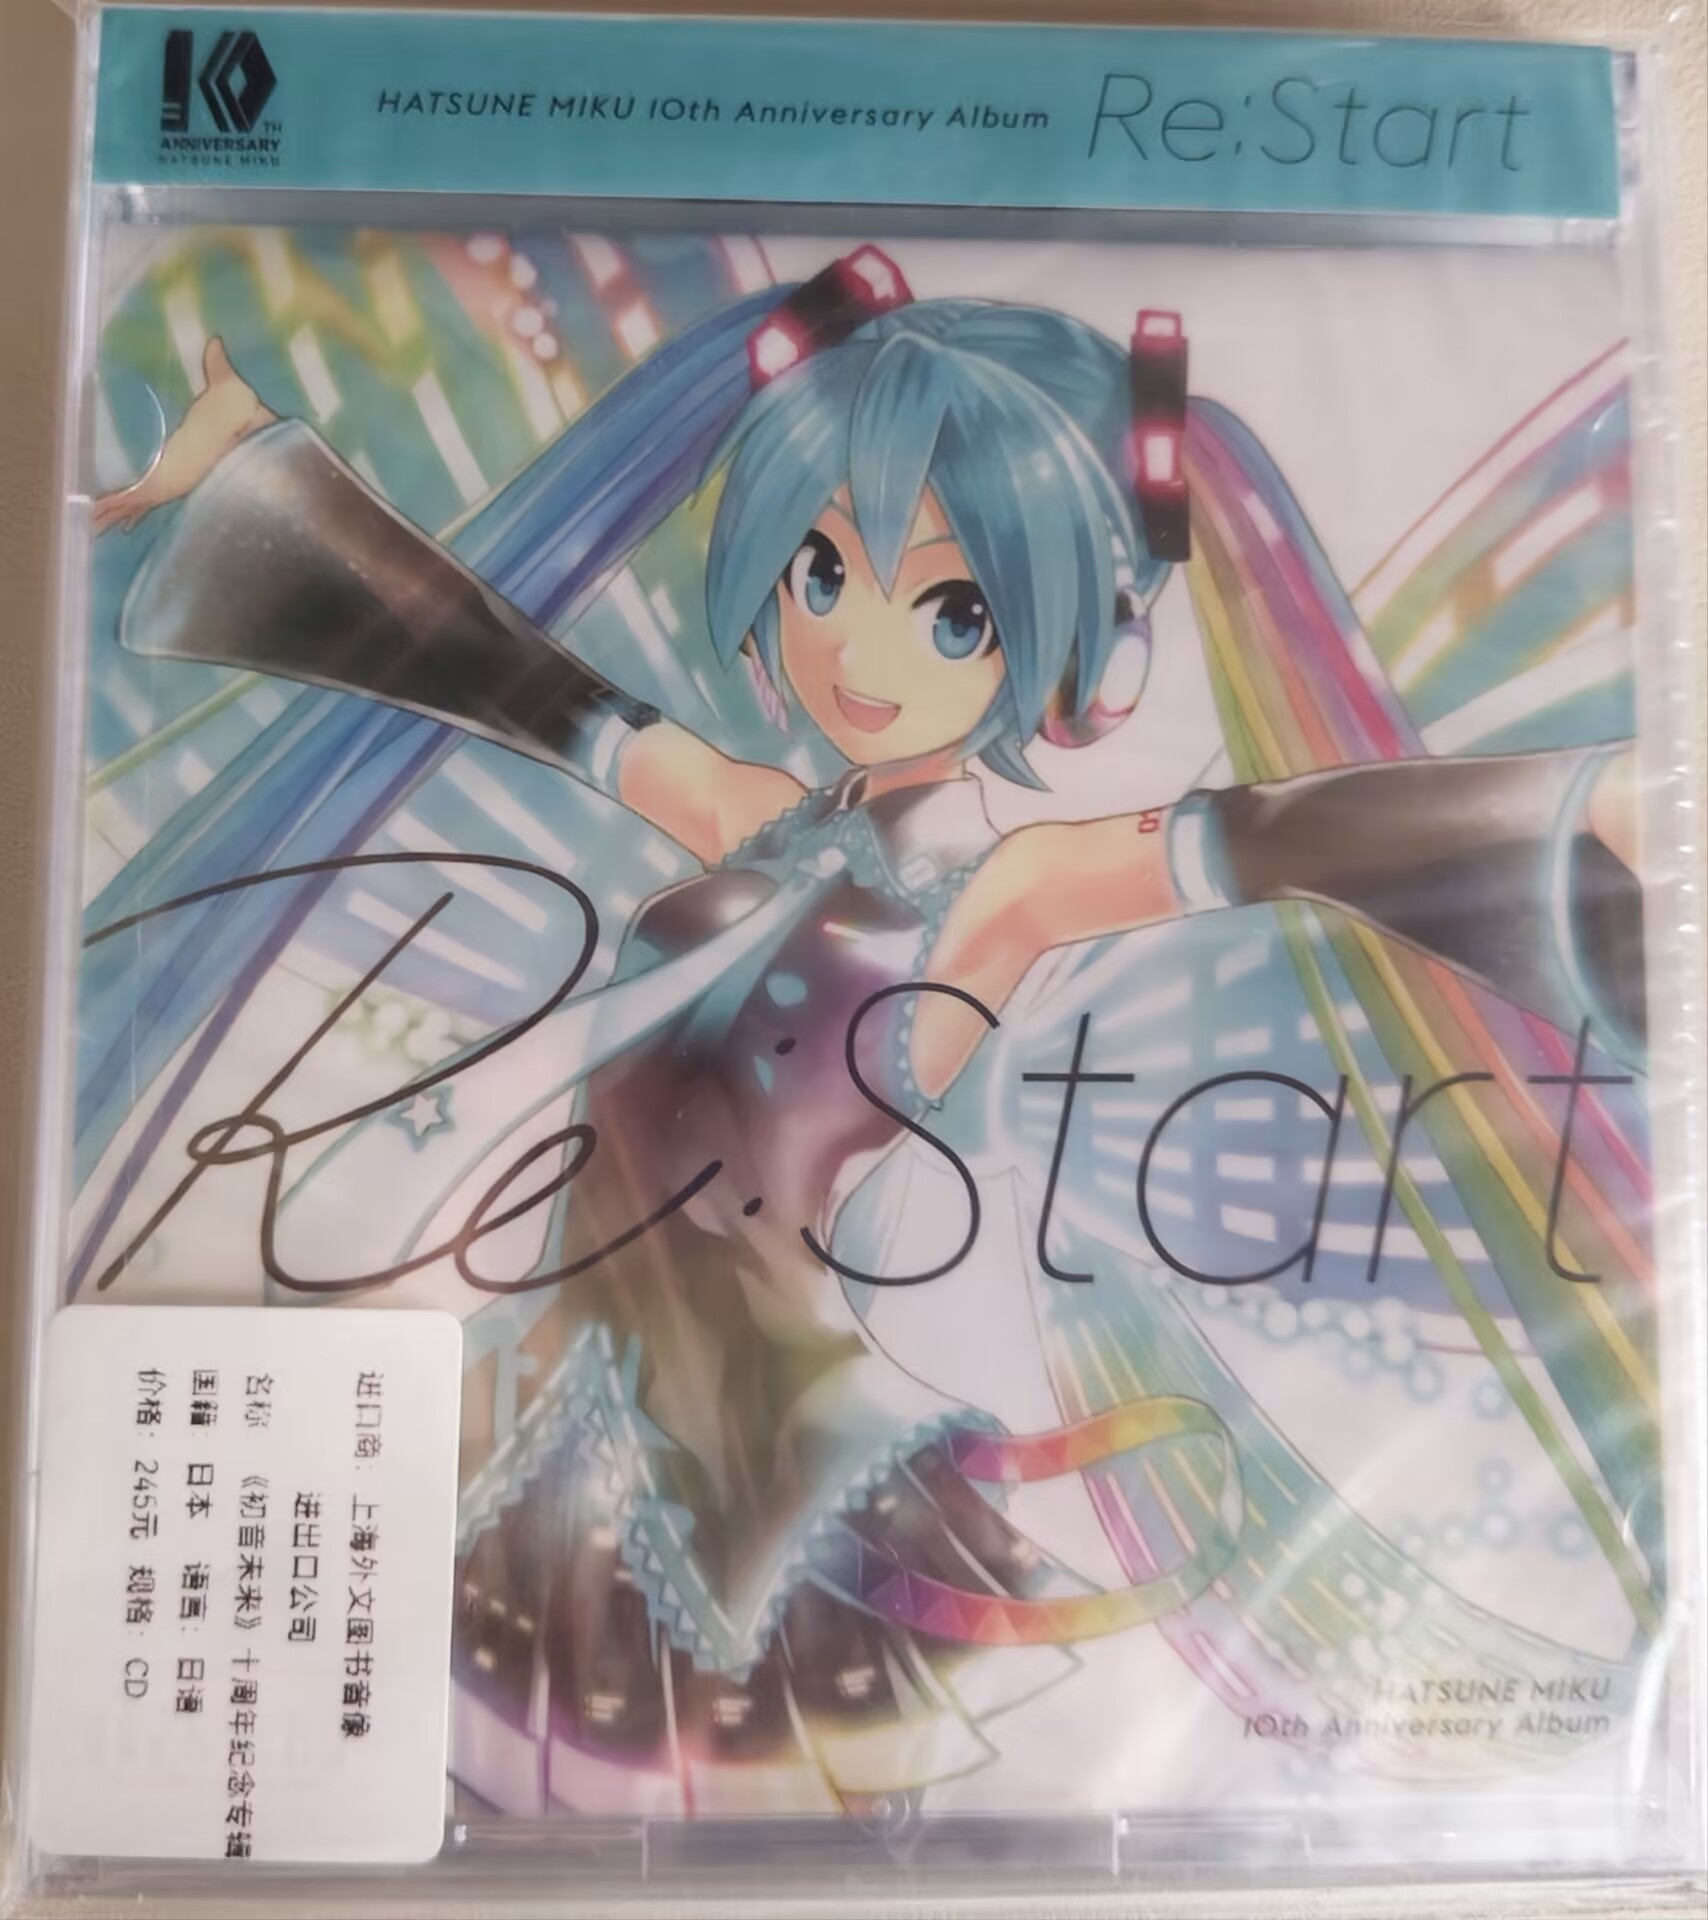 10
TH
ANNIVERSARY
HATSUNE MIKU
HATSUNE MIKU 10th Anniversary Album
Re:Start
Re:Start
进口商: 上海外文图书音像
进出口公司
名称 《初音未来》十周年纪念专辑
国籍: 日本 语言: 日语
价格: 245元 规格: CD
HATSUNE MIKU
10th Anniversary Album